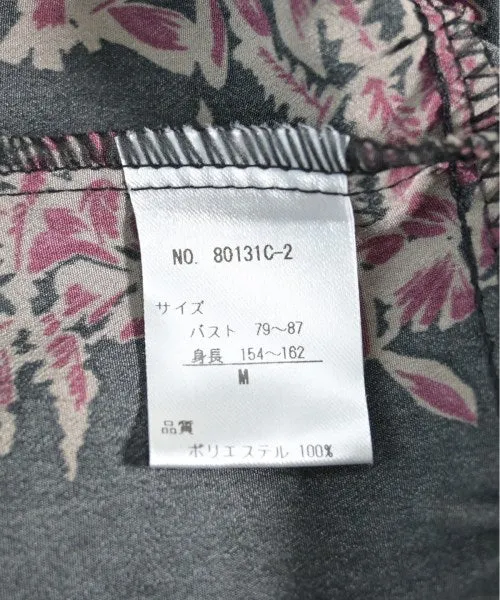 NO. 80131C-2
サイズ
バスト 79〜87
身長 154〜162
M
品質
ポリエステル 100%